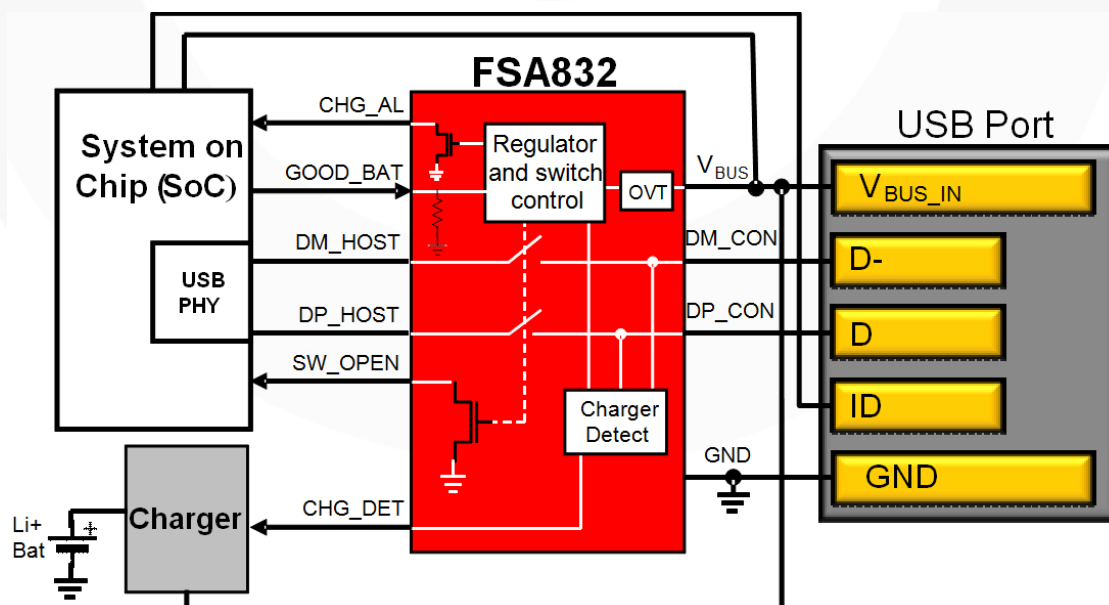 FSA832
USB Port
System on
Chip (SoC)
USB
PHY
CHG_AL
GOOD_BAT
DM_HOST
DP_HOST
SW_OPEN
CHG_DET
Regulator
and switch
control
OVT
Charger
Detect
VBUS
DM_CON
DP_CON
GND
VBUS_IN
D-
D
ID
GND
Charger
Li+
Bat
+